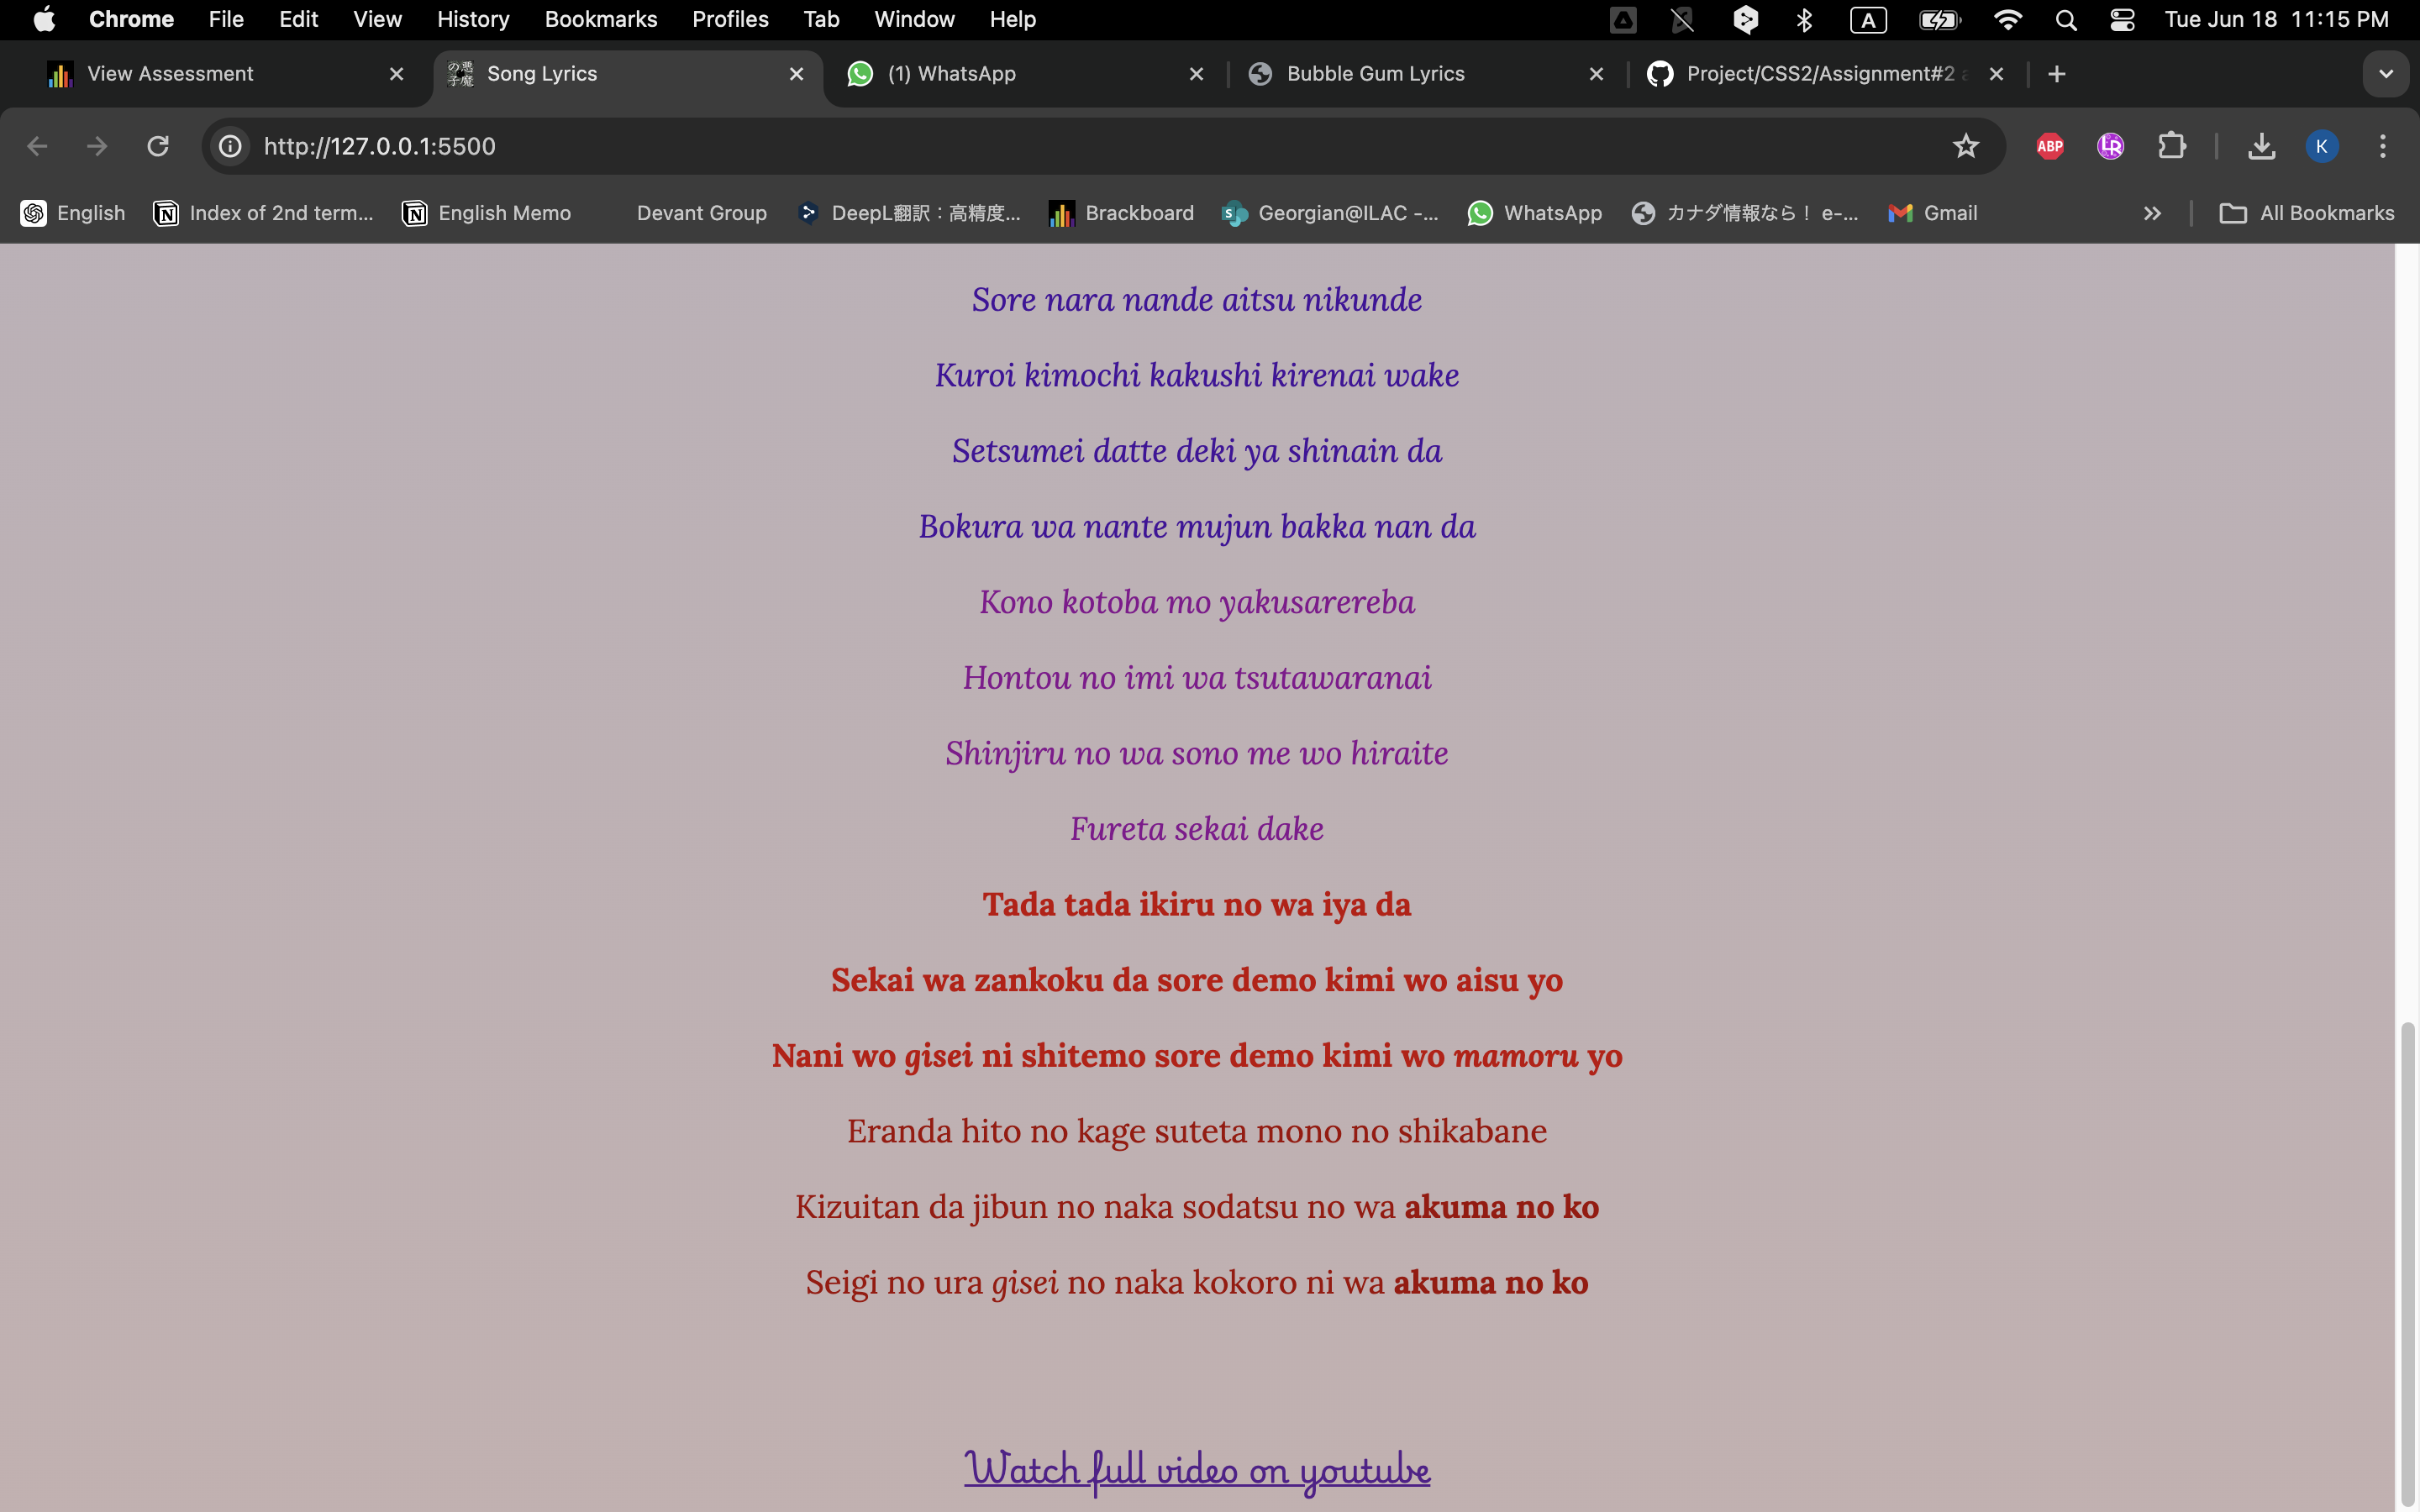 Chrome File Edit View History Bookmarks Profiles Tab Window Help A Tue Jun 18 11:15 PM
View Assessment の悪子魔 Song Lyrics (1) WhatsApp Bubble Gum Lyrics Project/CSS2/Assignment#2
http://127.0.0.1:5500 ABP LR K
English Index of 2nd term... English Memo Devant Group DeepL翻訳：高精度... Brackboard Georgian@ILAC -... WhatsApp カナダ情報なら！ e-... Gmail All Bookmarks
Sore nara nande aitsu nikunde
Kuroi kimochi kakushi kirenai wake
Setsumei datte deki ya shinain da
Bokura wa nante mujun bakka nan da
Kono kotoba mo yakusarereba
Hontou no imi wa tsutawaranai
Shinjiru no wa sono me wo hiraite
Fureta sekai dake
Tada tada ikiru no wa iya da
Sekai wa zankoku da sore demo kimi wo aisu yo
Nani wo gisei ni shitemo sore demo kimi wo mamoru yo
Eranda hito no kage suteta mono no shikabane
Kizuitan da jibun no naka sodatsu no wa akuma no ko
Seigi no ura gisei no naka kokoro ni wa akuma no ko
Watch full video on youtube